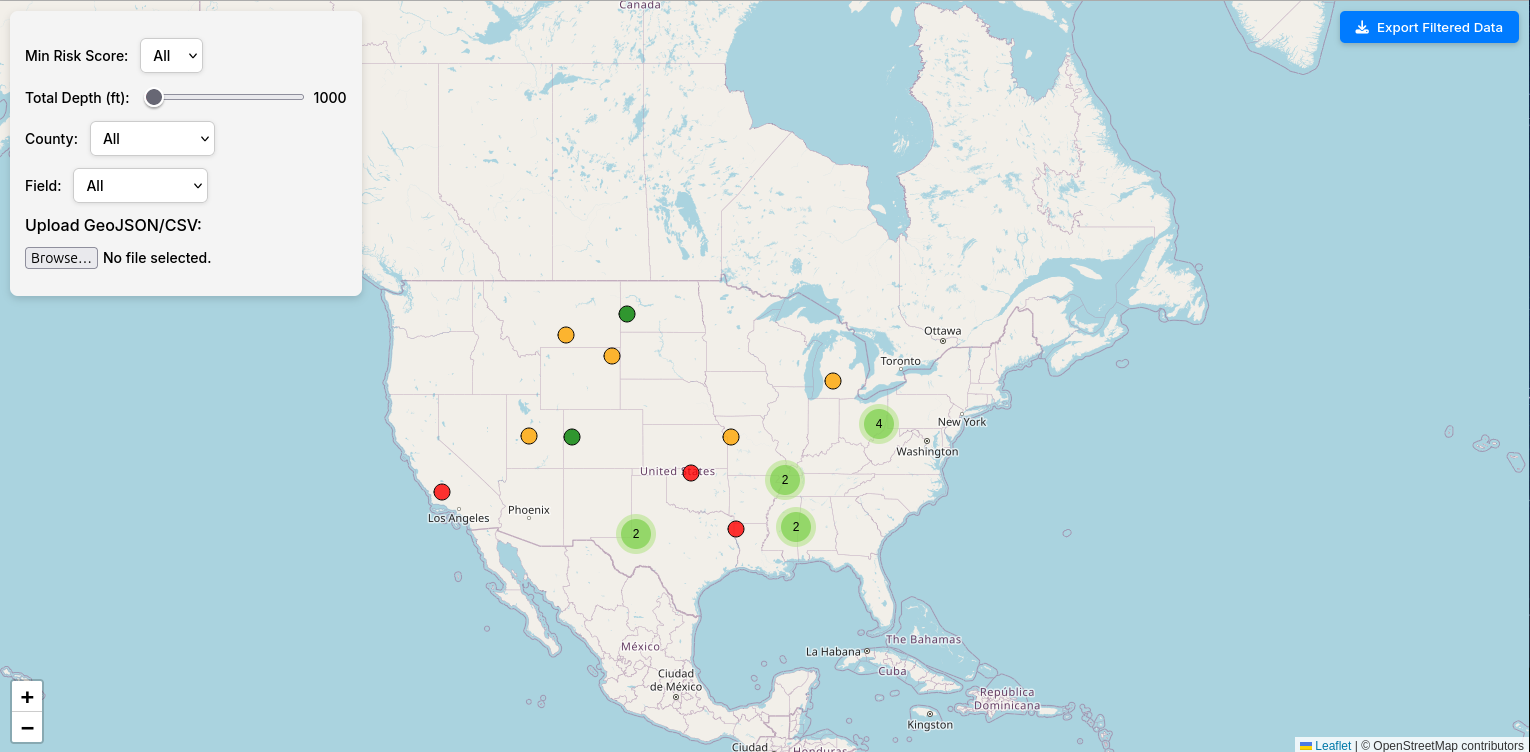 Canada
Export Filtered Data
Min Risk Score: All
Total Depth (ft): 1000
County: All
Field: All
Upload GeoJSON/CSV:
Browse… No file selected.
Ottawa
Toronto
New York
4
Washington
United States
2
Los Angeles
Phoenix
2
2
The Bahamas
México
La Habana
Cuba
Ciudad
de México
República
Dominicana
Kingston
+
−
Ciudad
Honduras
Leaflet | © OpenStreetMap contributors